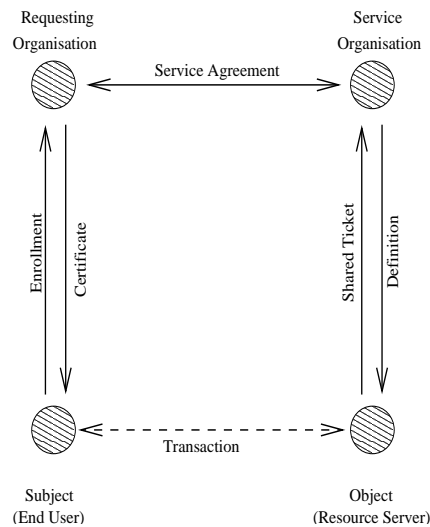 Requesting
Organisation
Service
Organisation
Service Agreement
Enrollment
Certificate
Shared Ticket
Definition
Transaction
Subject
(End User)
Object
(Resource Server)